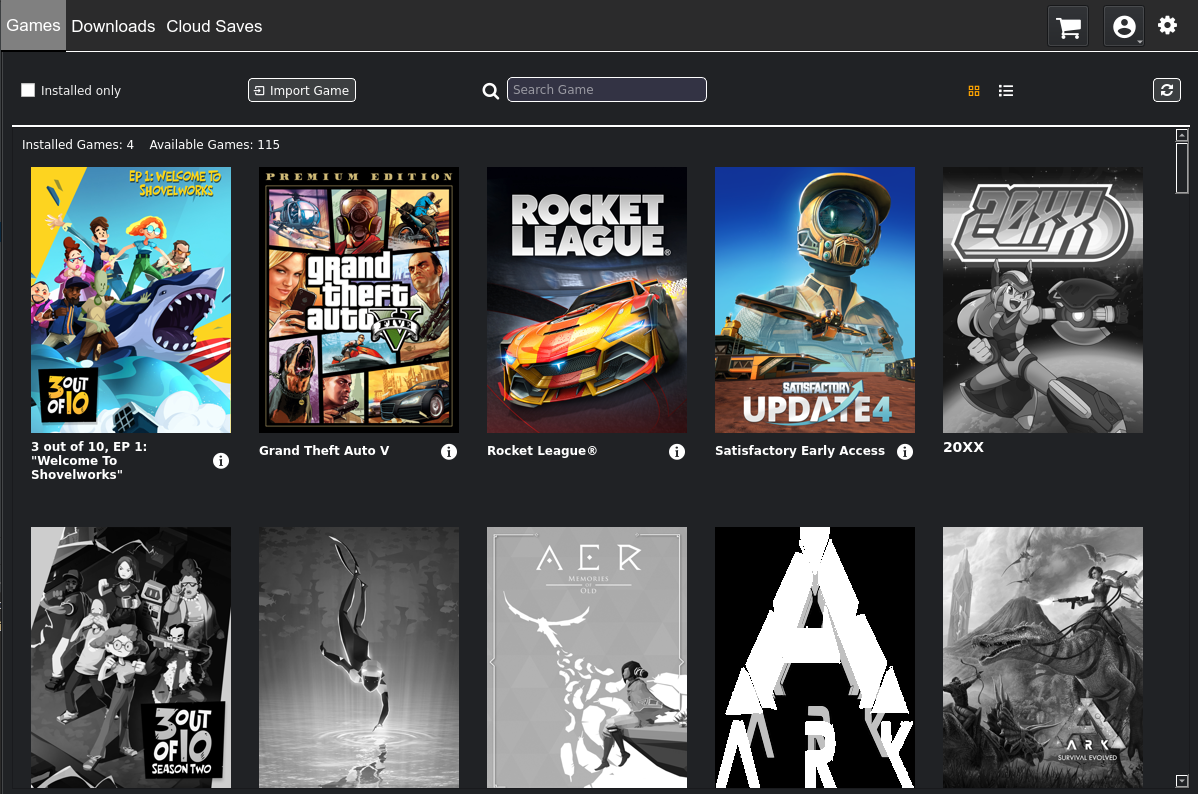 Games Downloads Cloud Saves
Installed only
Import Game
Search Game
Installed Games: 4 Available Games: 115
EP 1: WELCOME TO
SHOVELWORKS
3 OUT
OF 10
PREMIUM EDITION
grand
theft
auto
V
FIVE
ROCKET
LEAGUE®
SATISFACTORY
UPDATE 4
20XX
3 out of 10, EP 1:
"Welcome To
Shovelworks"
Grand Theft Auto V
Rocket League®
Satisfactory Early Access
20XX
3 OUT
OF 10
SEASON TWO
AER
MEMORIES
OF
OLD
ARK
ARK
SURVIVAL EVOLVED